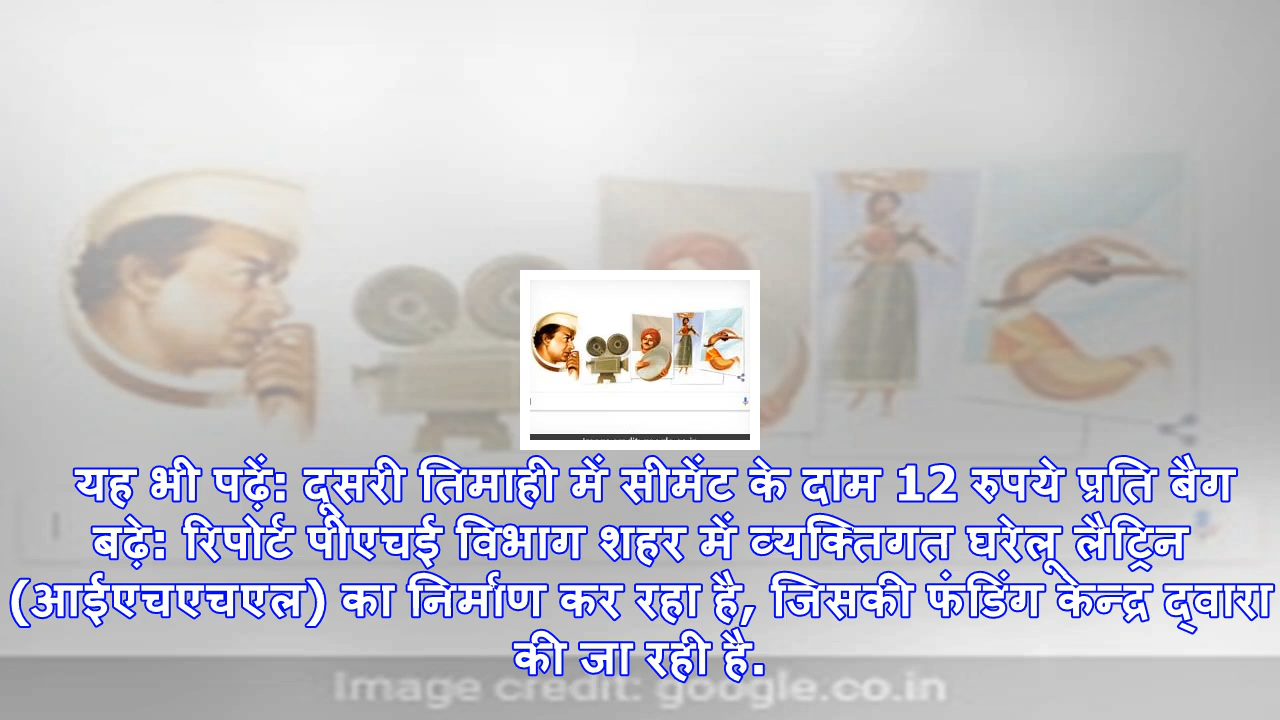 यह भी पढ़ें: दूसरी तिमाही में सीमेंट के दाम 12 रुपये प्रति बैग
बढ़े: रिपोर्ट पीएचई विभाग शहर में व्यक्तिगत घरेलू लैट्रिन
(आईएचएचएल) का निर्माण कर रहा है, जिसकी फंडिंग केन्द्र द्वारा
की जा रही है.
Image credit: google.co.in